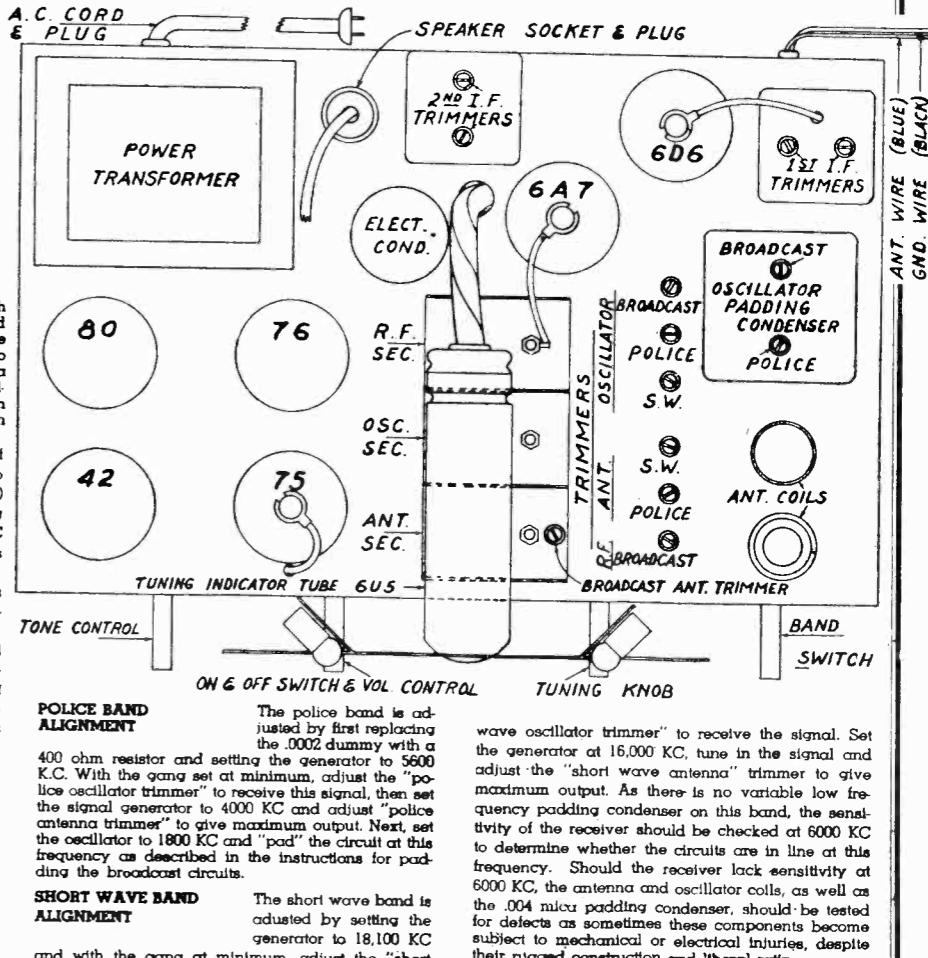 A.C. CORD
& PLUG
SPEAKER SOCKET & PLUG
2ND I.F.
TRIMMERS
POWER
TRANSFORMER
6D6
1ST I.F.
TRIMMERS
ANT. WIRE (BLUE)
GND. WIRE (BLACK)
6A7
ELECT.
COND.
BROADCAST
OSCILLATOR
PADDING
CONDENSER
POLICE
80
76
R.F.
SEC.
OSCILLATOR
BROADCAST
POLICE
S.W.
TRIMMERS
OSC.
SEC.
42
75
ANT.
SEC.
R.F. ANT.
S.W.
POLICE
BROADCAST
ANT. COILS
TUNING INDICATOR TUBE 6U5
BROADCAST ANT. TRIMMER
TONE CONTROL
BAND
SWITCH
ON & OFF SWITCH & VOL. CONTROL
TUNING KNOB
POLICE BAND
ALIGNMENT
The police band is ad-
justed by first replacing
the .0002 dummy with a
400 ohm resistor and setting the generator to 5600
K.C. With the gang set at minimum, adjust the "po-
lice oscillator trimmer" to receive this signal, then set
the signal generator to 4000 KC and adjust "police
antenna trimmer" to give maximum output. Next, set
the oscillator to 1800 KC and "pad" the circuit at this
frequency as described in the instructions for pad-
ding the broadcast circuits.
SHORT WAVE BAND
ALIGNMENT
The short wave band is
adusted by setting the
generator to 18,100 KC
and with the gang at minimum, adjust the "short
wave oscillator trimmer" to receive the signal. Set
the generator at 16,000 KC, tune in the signal and
adjust the "short wave antenna" trimmer to give
maximum output. As there is no variable low fre-
quency padding condenser on this band, the sensi-
tivity of the receiver should be checked at 6000 KC
to determine whether the circuits are in line at this
frequency. Should the receiver lack sensitivity at
6000 KC, the antenna and oscillator coils, as well as
the .004 mica padding condenser, should be tested
for defects as sometimes these components become
subject to mechanical or electrical injuries, despite
their rugged construction and liberal